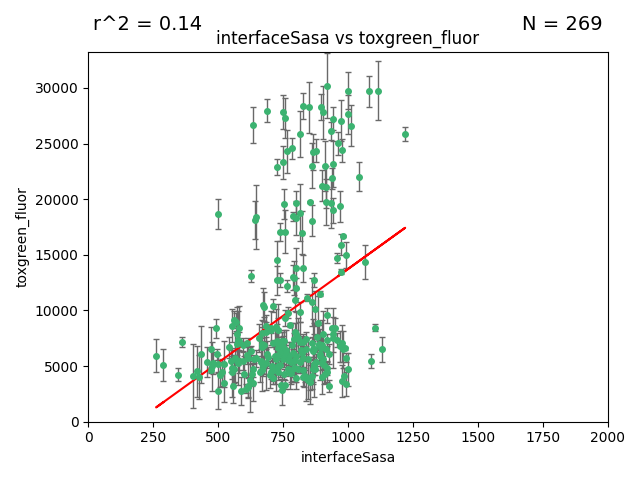 r^2 = 0.14
N = 269
interfaceSasa vs toxgreen_fluor
30000
25000
20000
15000
10000
5000
0
toxgreen_fluor
0 250 500 750 1000 1250 1500 1750 2000
interfaceSasa